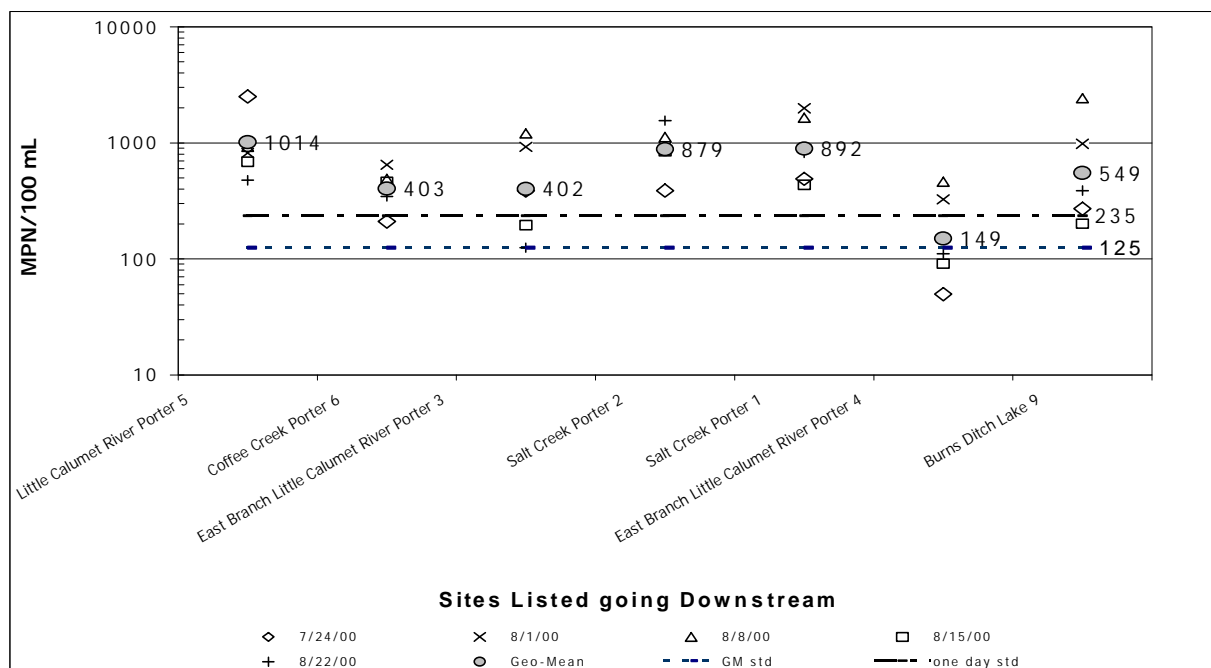 10000
1000
100
10
MPN/100 mL
1014
403
402
879
892
149
549
235
125
Little Calumet River Porter 5
Coffee Creek Porter 6
East Branch Little Calumet River Porter 3
Salt Creek Porter 2
Salt Creek Porter 1
East Branch Little Calumet River Porter 4
Burns Ditch Lake 9
Sites Listed going Downstream
7/24/00 8/1/00 8/8/00 8/15/00
8/22/00 Geo-Mean GM std one day std